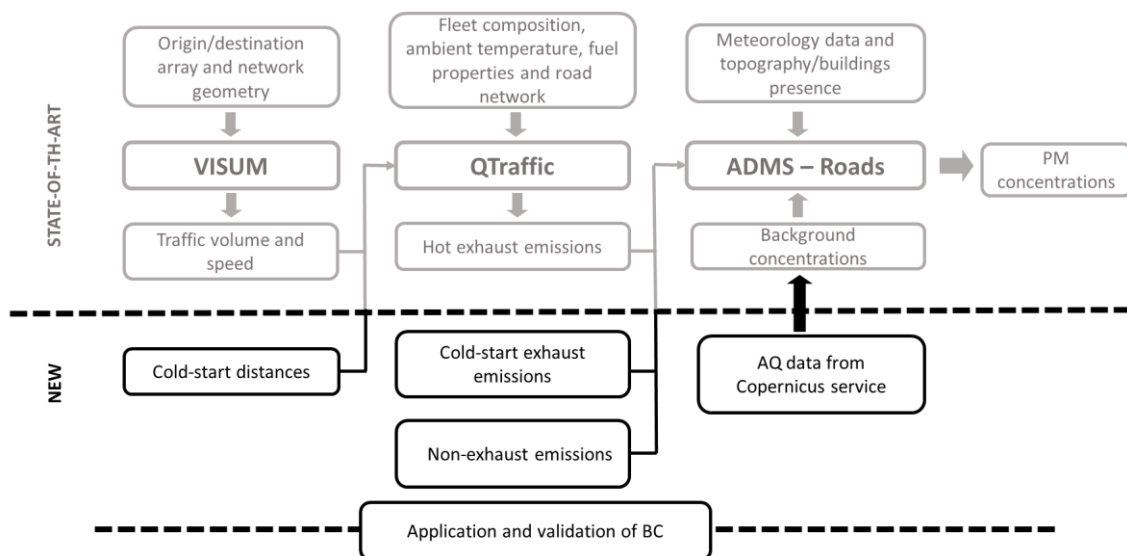 STATE-OF-TH-ART
Origin/destination
array and network
geometry
Fleet composition,
ambient temperature, fuel
properties and road
network
Meteorology data and
topography/buildings
presence
VISUM
QTraffic
ADMS – Roads
PM
concentrations
Traffic volume and
speed
Hot exhaust emissions
Background
concentrations
NEW
Cold-start distances
Cold-start exhaust
emissions
AQ data from
Copernicus service
Non-exhaust emissions
Application and validation of BC